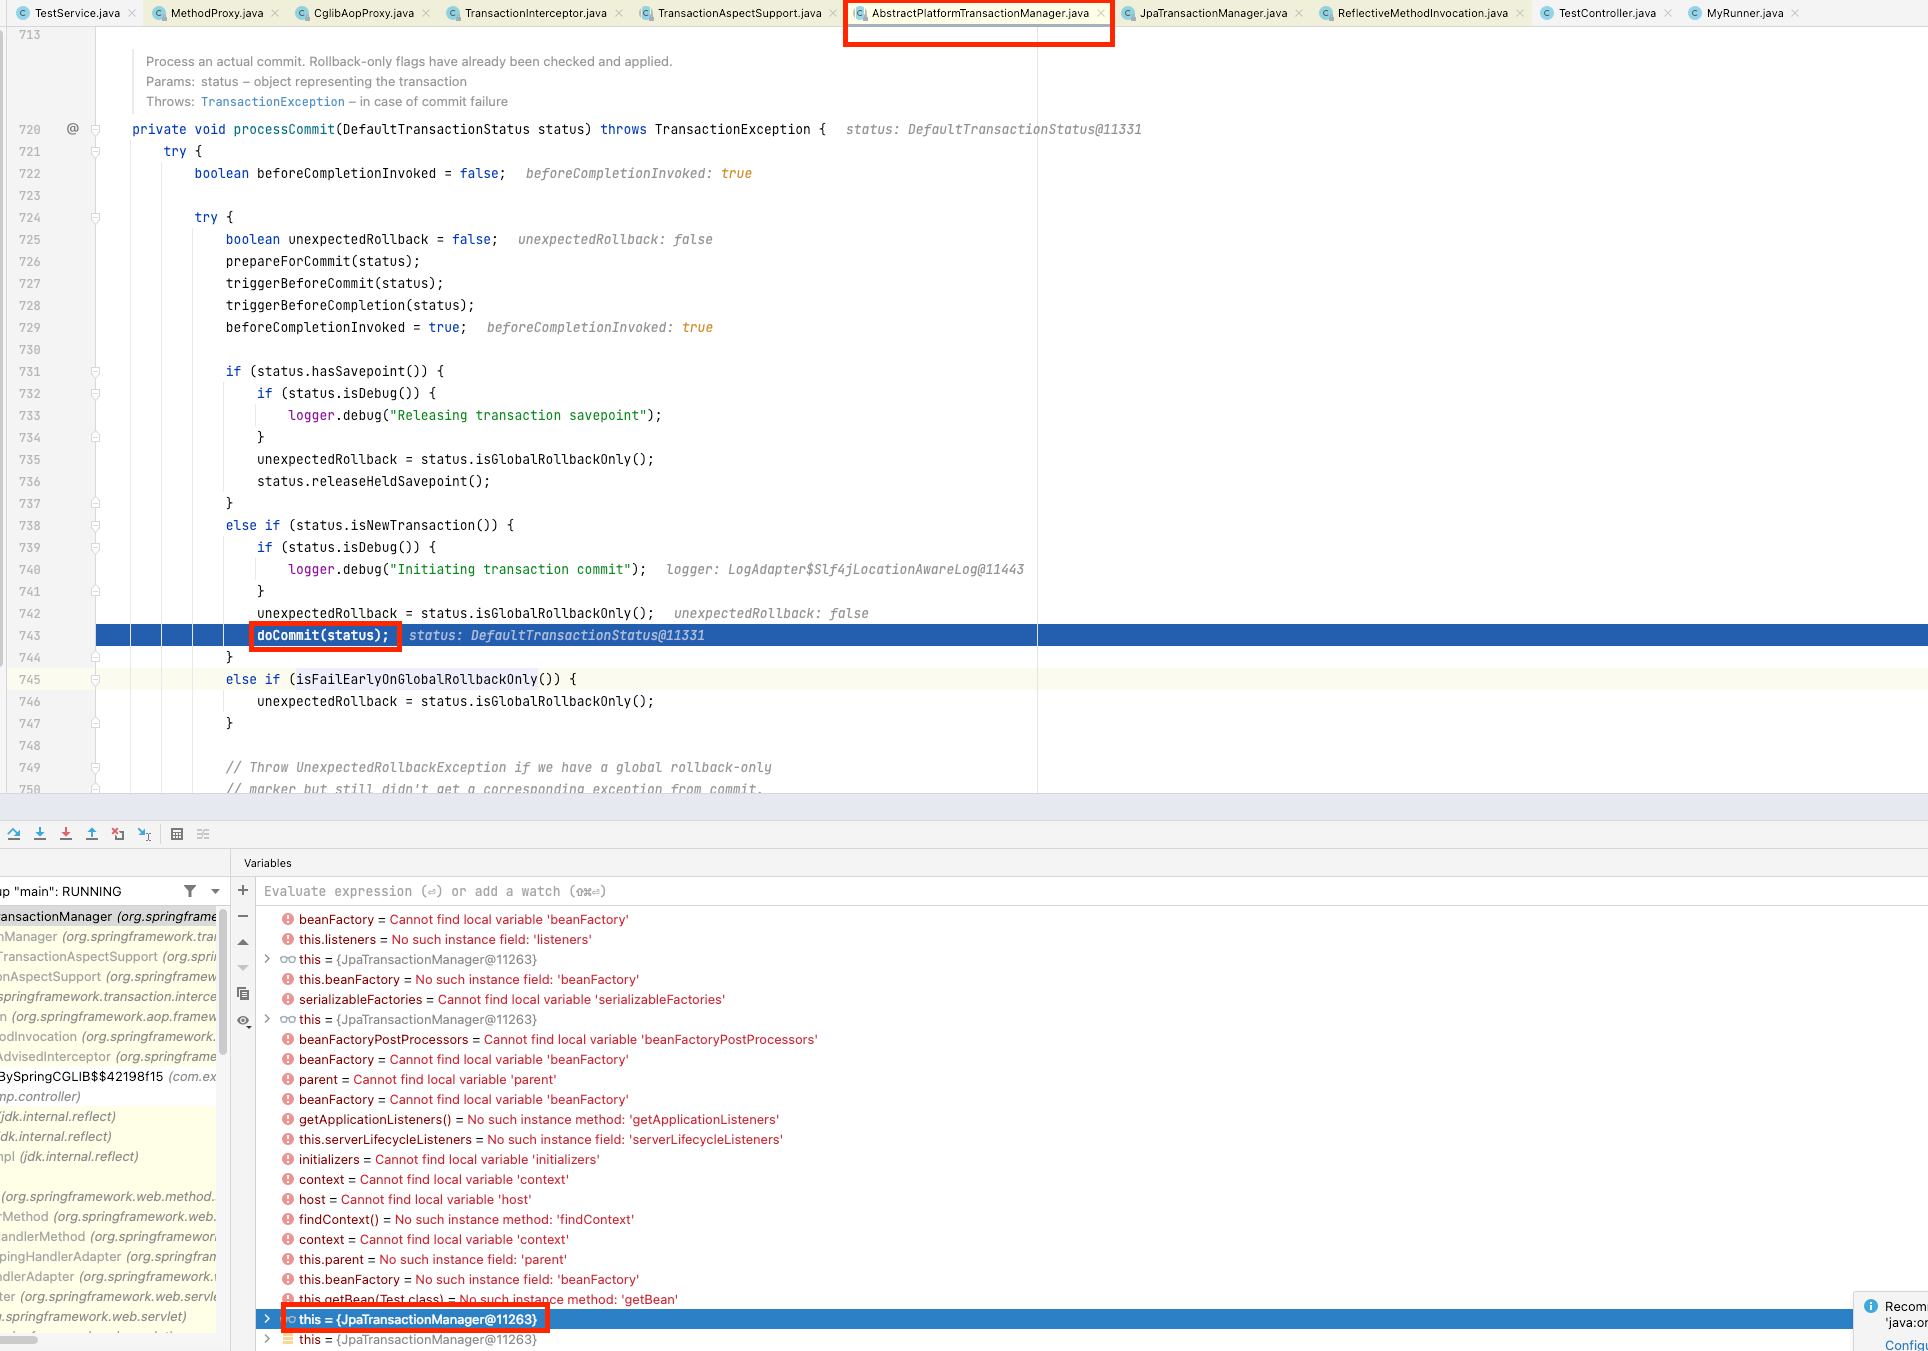 TestService.java MethodProxy.java CglibAopProxy.java TransactionInterceptor.java TransactionAspectSupport.java AbstractPlatformTransactionManager.java JpaTransactionManager.java ReflectiveMethodInvocation.java TestController.java MyRunner.java
713
Process an actual commit. Rollback-only flags have already been checked and applied.
Params: status – object representing the transaction
Throws: TransactionException – in case of commit failure
720 @ private void processCommit(DefaultTransactionStatus status) throws TransactionException { status: DefaultTransactionStatus@11331
721 try {
722 boolean beforeCompletionInvoked = false; beforeCompletionInvoked: true
723
724 try {
725 boolean unexpectedRollback = false; unexpectedRollback: false
726 prepareForCommit(status);
727 triggerBeforeCommit(status);
728 triggerBeforeCompletion(status);
729 beforeCompletionInvoked = true; beforeCompletionInvoked: true
730
731 if (status.hasSavepoint()) {
732 if (status.isDebug()) {
733 logger.debug("Releasing transaction savepoint");
734 }
735 unexpectedRollback = status.isGlobalRollbackOnly();
736 status.releaseHeldSavepoint();
737 }
738 else if (status.isNewTransaction()) {
739 if (status.isDebug()) {
740 logger.debug("Initiating transaction commit"); logger: LogAdapter$Slf4jLocationAwareLog@11443
741 }
742 unexpectedRollback = status.isGlobalRollbackOnly(); unexpectedRollback: false
743 doCommit(status); status: DefaultTransactionStatus@11331
744 }
745 else if (isFailEarlyOnGlobalRollbackOnly()) {
746 unexpectedRollback = status.isGlobalRollbackOnly();
747 }
748
749 // Throw UnexpectedRollbackException if we have a global rollback-only
750 // marker but still didn't get a corresponding exception from commit.
Variables
up "main": RUNNING
Evaluate expression (⏎) or add a watch (⇧⌘⏎)
ansactionManager (org.springframe
nManager (org.springframework.trai
TransactionAspectSupport (org.spri
onAspectSupport (org.springframew
springframework.transaction.interce
n (org.springframework.aop.framew
odInvocation (org.springframework.
AdvisedInterceptor (org.springframe
BySpringCGLIB$$42198f15 (com.ex
mp.controller)
(jdk.internal.reflect)
dk.internal.reflect)
mpl (jdk.internal.reflect)
(org.springframework.web.method.
rMethod (org.springframework.web.
HandlerMethod (org.springframewor
ppingHandlerAdapter (org.springfram
ndlerAdapter (org.springframework.
ter (org.springframework.web.servle
.springframework.web.servlet)
beanFactory = Cannot find local variable 'beanFactory'
this.listeners = No such instance field: 'listeners'
this = {JpaTransactionManager@11263}
this.beanFactory = No such instance field: 'beanFactory'
serializableFactories = Cannot find local variable 'serializableFactories'
this = {JpaTransactionManager@11263}
beanFactoryPostProcessors = Cannot find local variable 'beanFactoryPostProcessors'
beanFactory = Cannot find local variable 'beanFactory'
parent = Cannot find local variable 'parent'
beanFactory = Cannot find local variable 'beanFactory'
getApplicationListeners() = No such instance method: 'getApplicationListeners'
this.serverLifecycleListeners = No such instance field: 'serverLifecycleListeners'
initializers = Cannot find local variable 'initializers'
context = Cannot find local variable 'context'
host = Cannot find local variable 'host'
findContext() = No such instance method: 'findContext'
context = Cannot find local variable 'context'
this.parent = No such instance field: 'parent'
this.beanFactory = No such instance field: 'beanFactory'
this.getBean(Test.class) = No such instance method: 'getBean'
this = {JpaTransactionManager@11263}
this = {JpaTransactionManager@11263}
Recom
'java:or
Configu